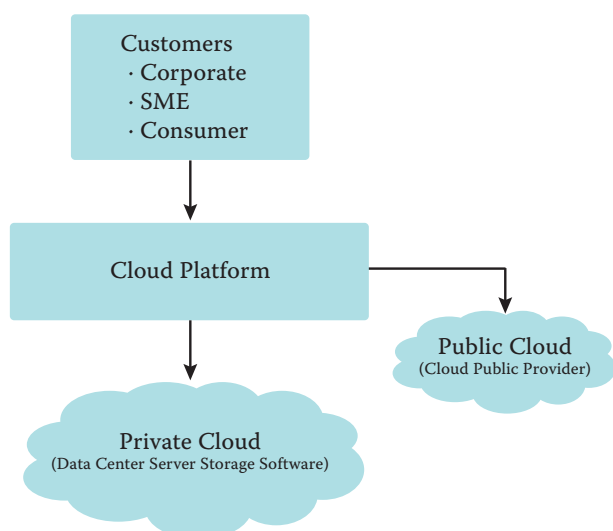 Customers
· Corporate
· SME
· Consumer
Cloud Platform
Public Cloud
(Cloud Public Provider)
Private Cloud
(Data Center Server Storage Software)